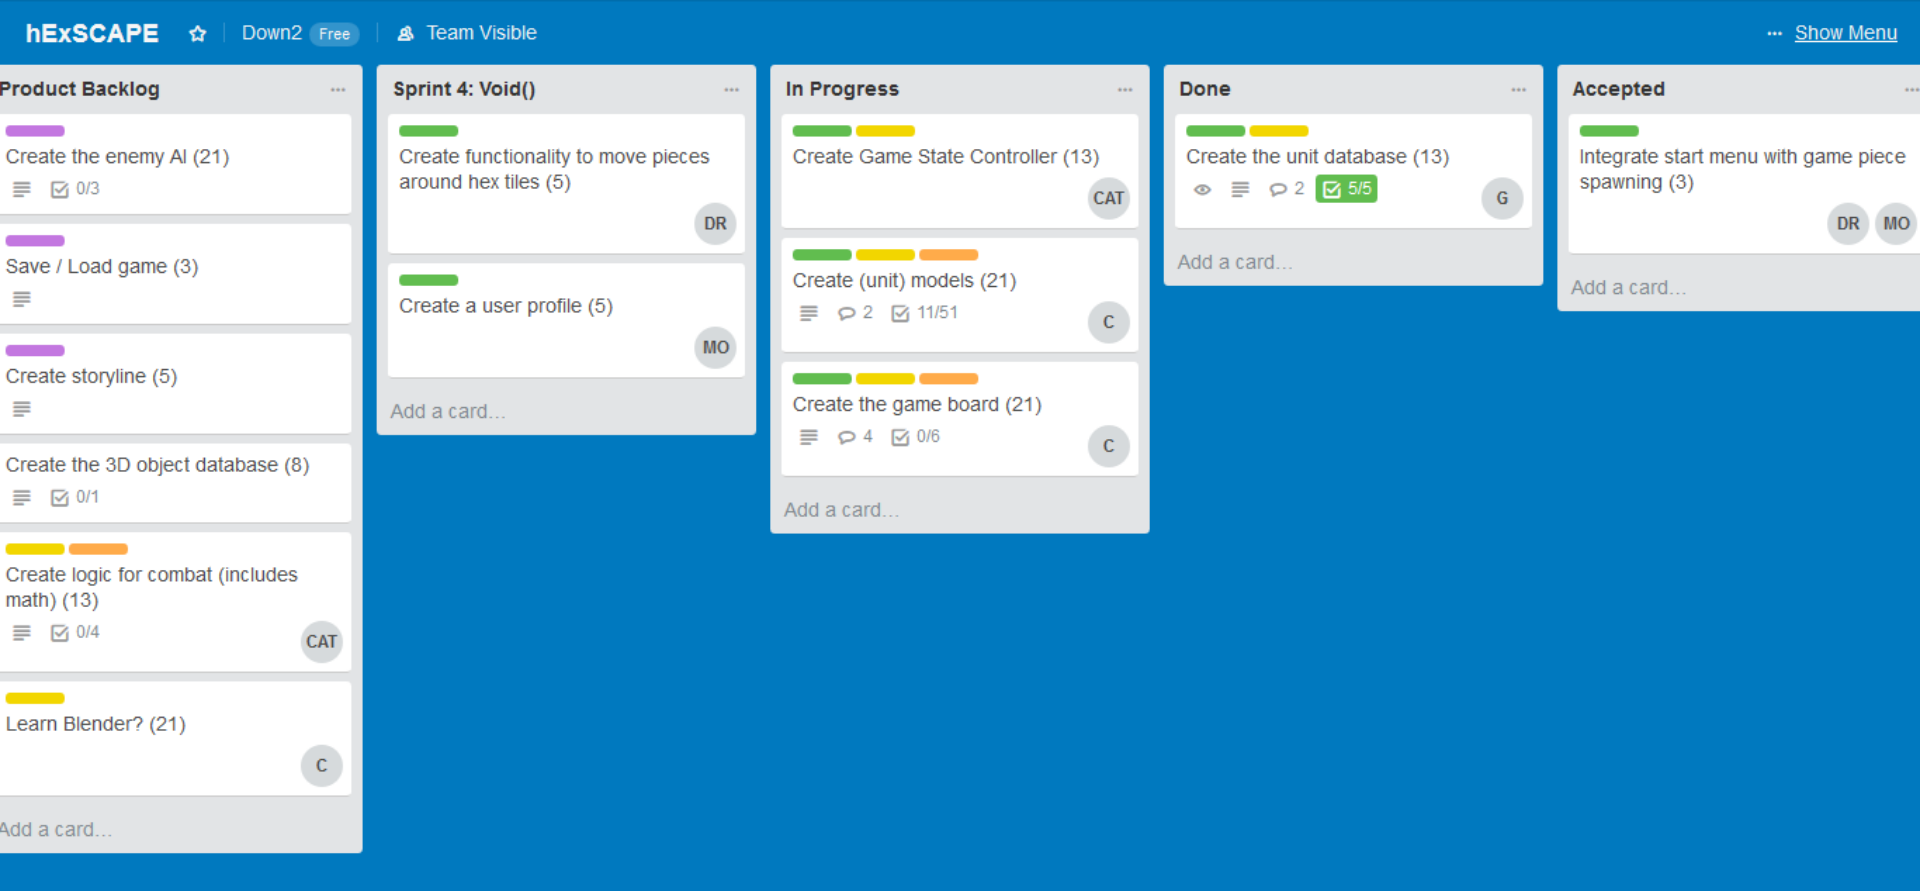 hExSCAPE
Down2 Free
Team Visible
... Show Menu
Product Backlog
Create the enemy AI (21)
0/3
Save / Load game (3)
Create storyline (5)
Create the 3D object database (8)
0/1
Create logic for combat (includes
math) (13)
0/4
CAT
Learn Blender? (21)
C
Add a card...
Sprint 4: Void()
Create functionality to move pieces
around hex tiles (5)
DR
Create a user profile (5)
MO
Add a card...
In Progress
Create Game State Controller (13)
CAT
Create (unit) models (21)
2 11/51
C
Create the game board (21)
4 0/6
C
Add a card...
Done
Create the unit database (13)
2 5/5
G
Add a card...
Accepted
Integrate start menu with game piece
spawning (3)
DR MO
Add a card...